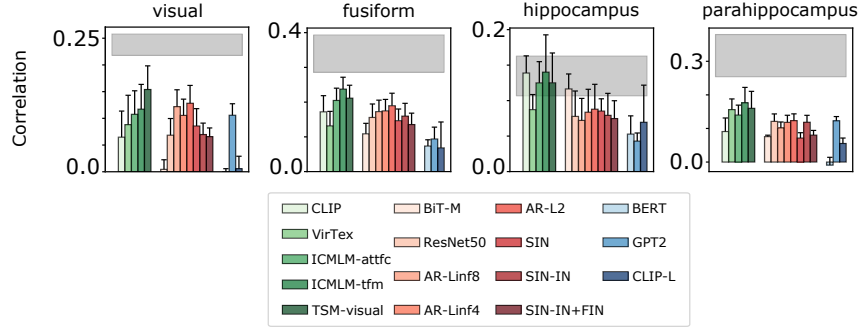 visual fusiform hippocampus parahippocampus
0.25 0.4 0.2 0.3
Correlation
0.0 0.0 0.0 0.0
CLIP BiT-M AR-L2 BERT
VirTex ResNet50 SIN GPT2
ICMLM-attfc AR-Linf8 SIN-IN CLIP-L
ICMLM-tfm
TSM-visual AR-Linf4 SIN-IN+FIN